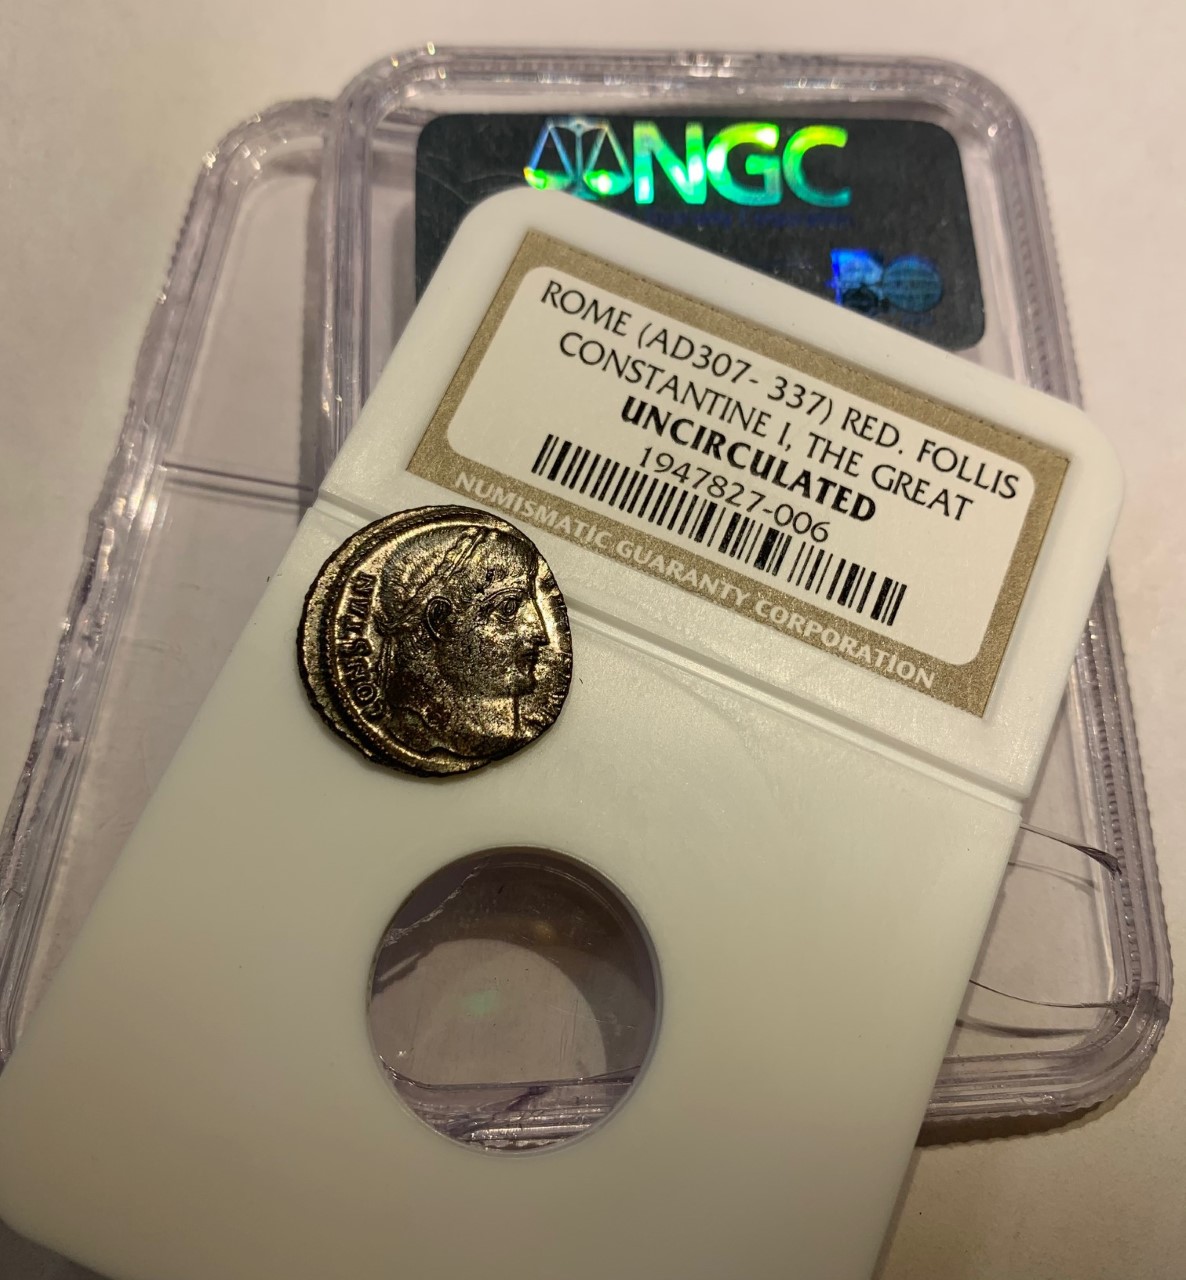 NGC
ROME (AD307- 337) RED. FOLLIS
CONSTANTINE I, THE GREAT
UNCIRCULATED
1947827-006
NUMISMATIC GUARANTY CORPORATION
CONSTAN